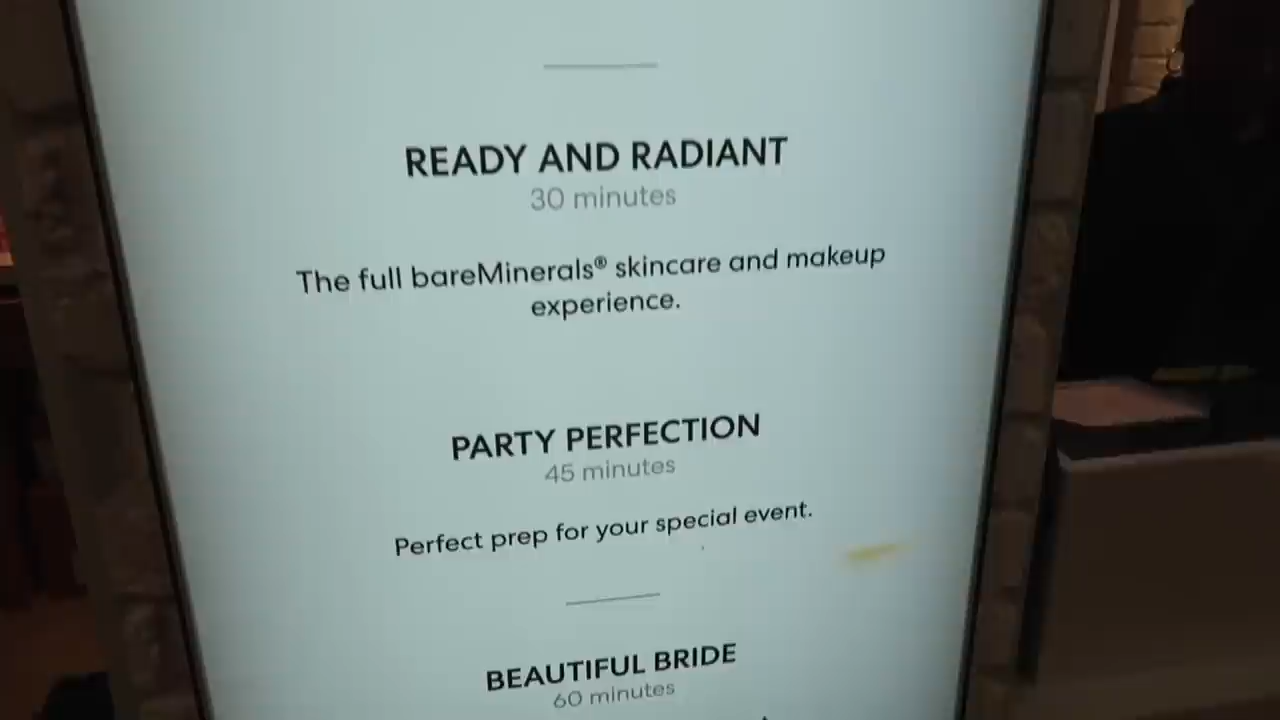 READY AND RADIANT
30 minutes
The full bareMinerals® skincare and makeup
experience.
PARTY PERFECTION
45 minutes
Perfect prep for your special event.
BEAUTIFUL BRIDE
60 minutes